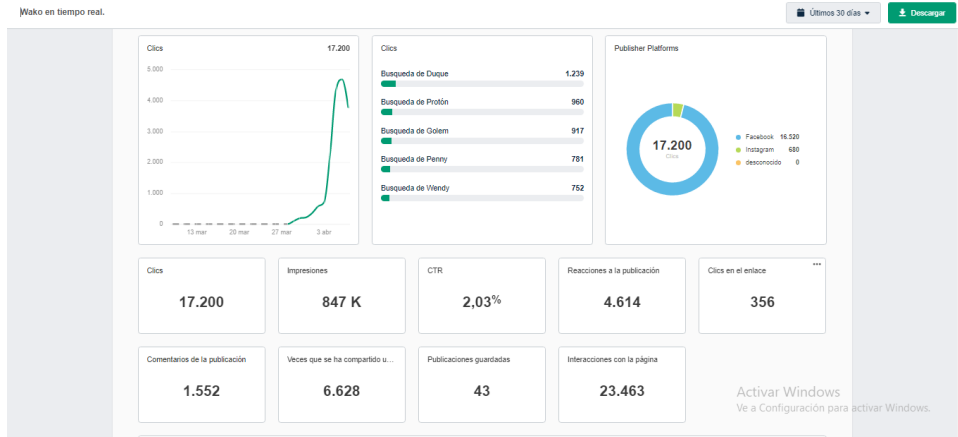 Wako en tiempo real.
Últimos 30 días
Descargar
Clics 17.200
5.000
4.000
3.000
2.000
1.000
0
13 mar 20 mar 27 mar 3 abr
Clics
Busqueda de Duque 1.239
Busqueda de Protón 960
Busqueda de Golem 917
Busqueda de Penny 781
Busqueda de Wendy 752
Publisher Platforms
17.200
Clics
Facebook 16.520
Instagram 680
desconocido 0
Clics
17.200
Impresiones
847 K
CTR
2,03%
Reacciones a la publicación
4.614
Clics en el enlace
356
Comentarios de la publicación
1.552
Veces que se ha compartido u...
6.628
Publicaciones guardadas
43
Interacciones con la página
23.463
Activar Windows
Ve a Configuración para activar Windows.